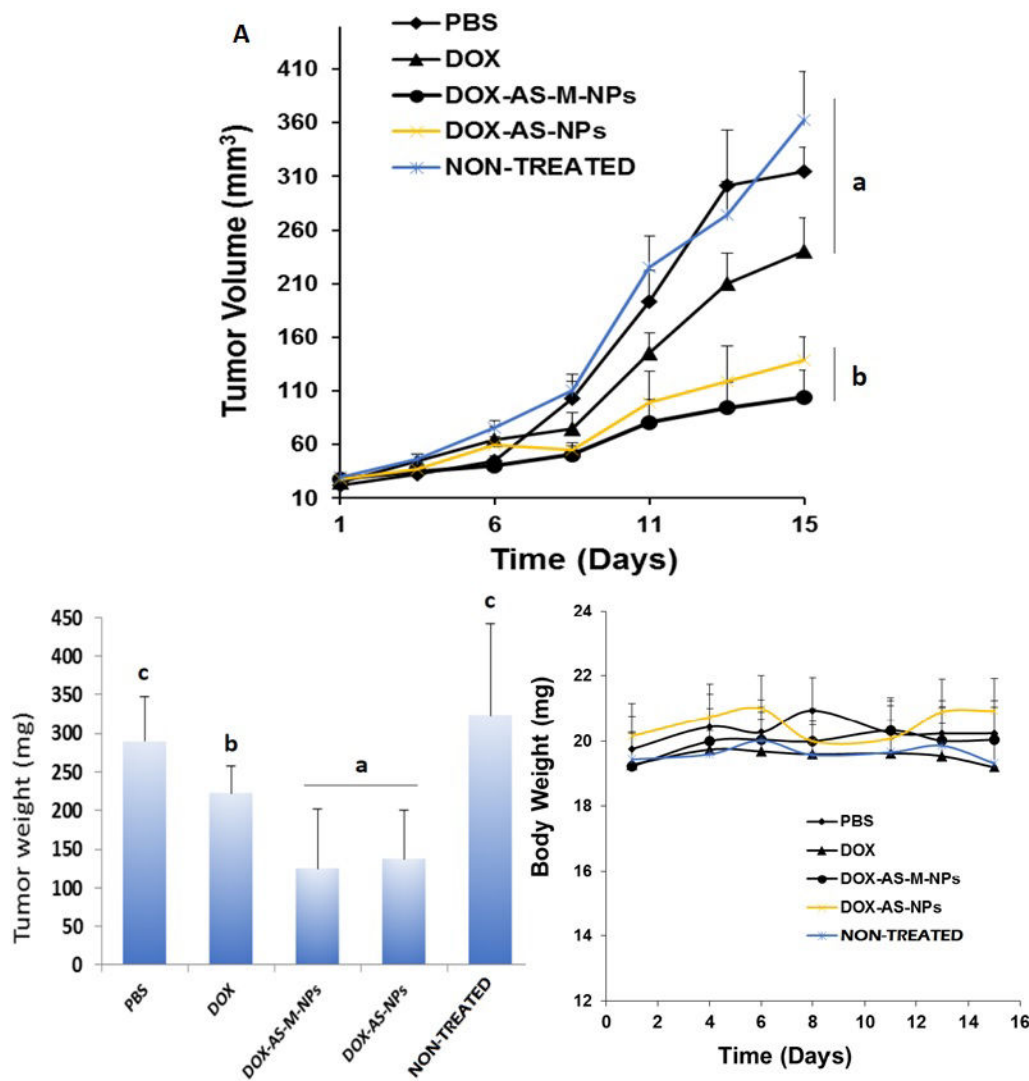 A
PBS
DOX
DOX-AS-M-NPs
DOX-AS-NPs
NON-TREATED
Tumor Volume (mm³)
410
360
310
260
210
160
110
60
10
a
b
1 6 11 15
Time (Days)
Tumor weight (mg)
450
400
350
300
250
200
150
100
50
0
c
b
a
c
PBS
DOX
DOX-AS-M-NPs
DOX-AS-NPs
NON-TREATED
Body Weight (mg)
24
22
20
18
16
14
12
PBS
DOX
DOX-AS-M-NPs
DOX-AS-NPs
NON-TREATED
0 2 4 6 8 10 12 14 16
Time (Days)